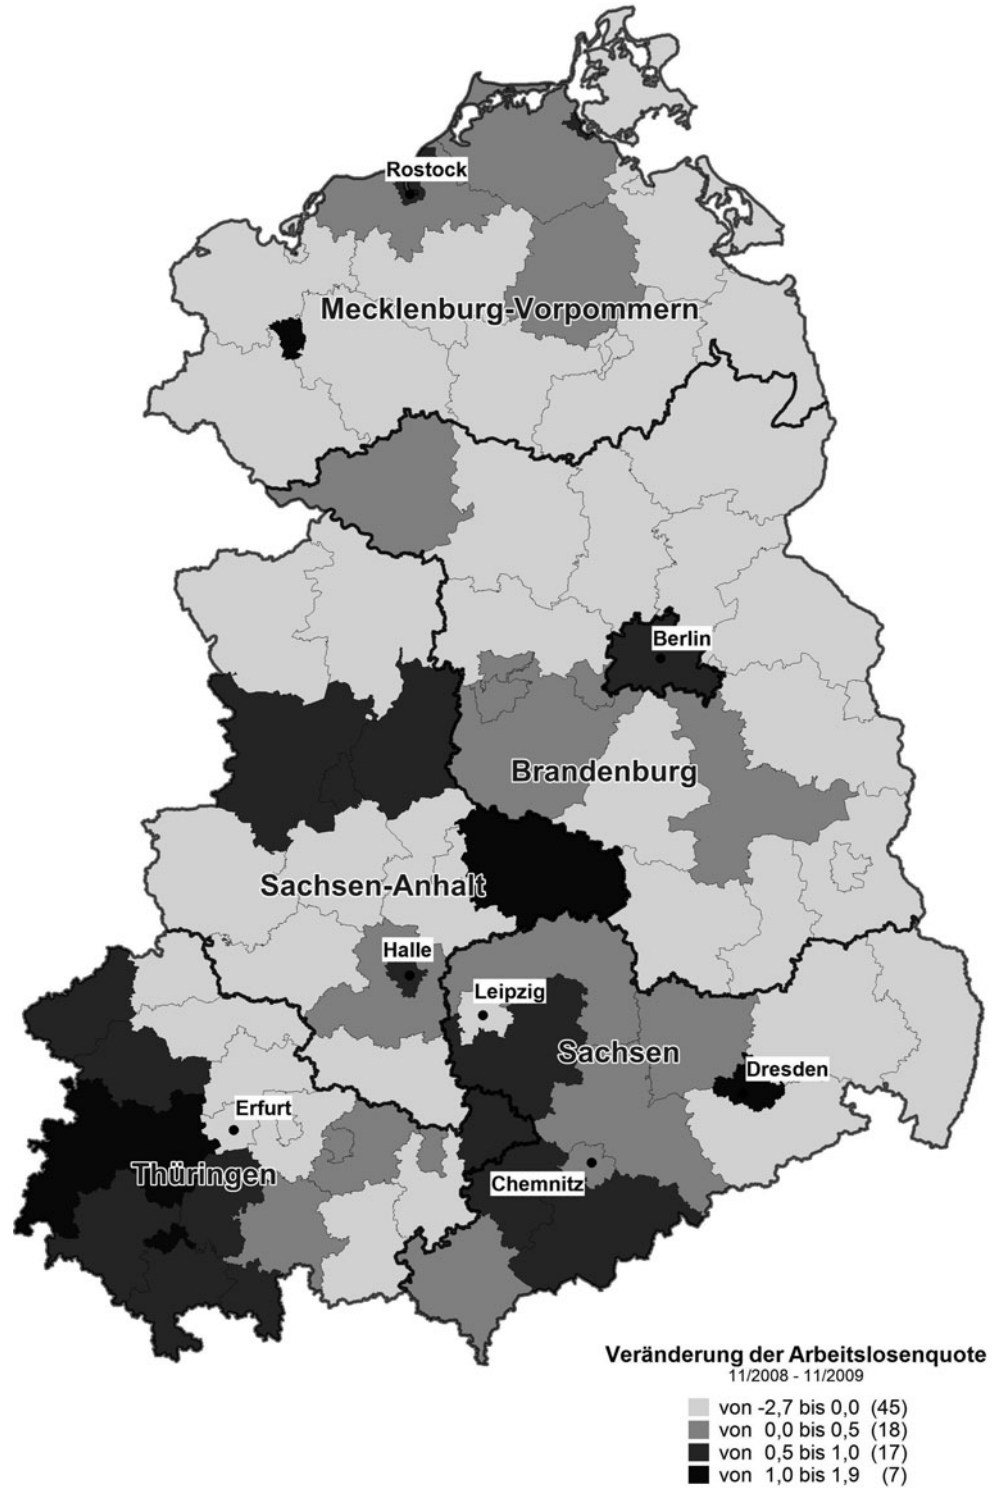 Rostock
Mecklenburg-Vorpommern
Berlin
Brandenburg
Sachsen-Anhalt
Halle
Leipzig
Sachsen
Dresden
Erfurt
Thüringen
Chemnitz
Veränderung der Arbeitslosenquote
11/2008 - 11/2009
von -2,7 bis 0,0 (45)
von 0,0 bis 0,5 (18)
von 0,5 bis 1,0 (17)
von 1,0 bis 1,9 (7)